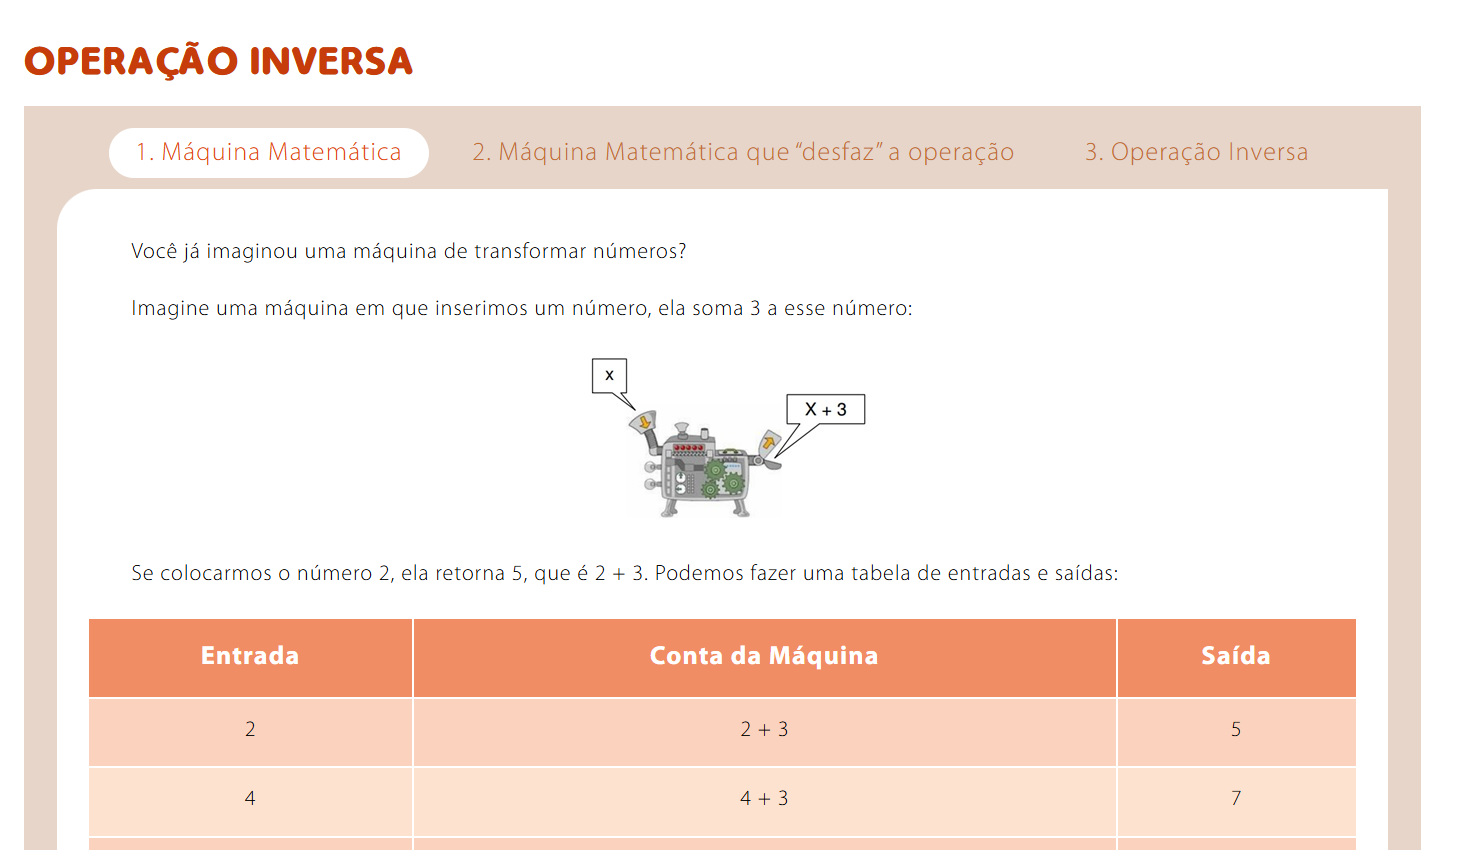 OPERAÇÃO INVERSA
1. Máquina Matemática
2. Máquina Matemática que “desfaz” a operação
3. Operação Inversa
Você já imaginou uma máquina de transformar números?
Imagine uma máquina em que inserimos um número, ela soma 3 a esse número:
x
X + 3
Se colocarmos o número 2, ela retorna 5, que é 2 + 3. Podemos fazer uma tabela de entradas e saídas:
Entrada Conta da Máquina Saída
2 2 + 3 5
4 4 + 3 7